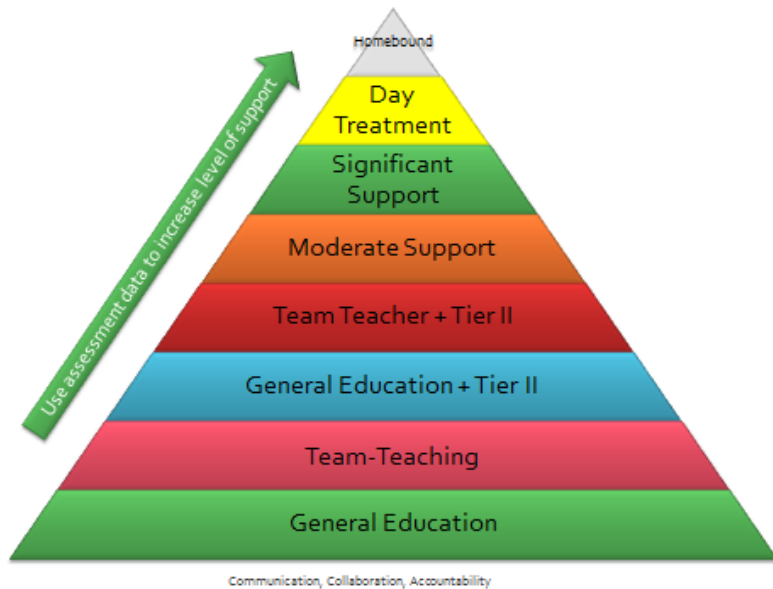 Homebound
Day
Treatment
Significant
Support
Moderate Support
Team Teacher + Tier II
General Education + Tier II
Team-Teaching
General Education
Use assessment data to increase level of support
Communication, Collaboration, Accountability